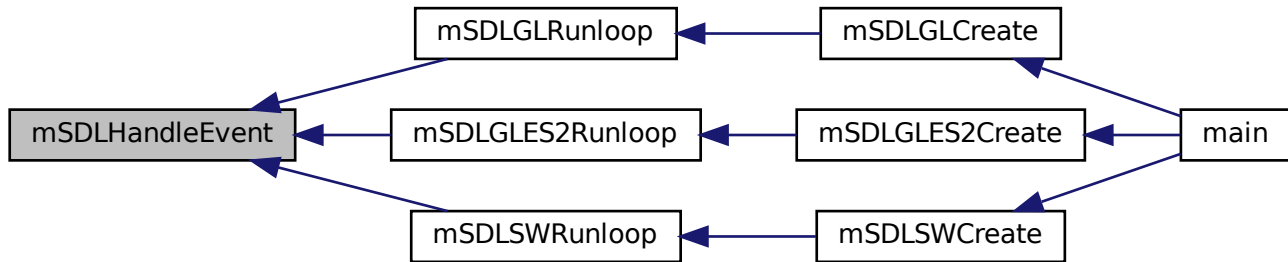 mSDLGLRunloop
mSDLGLCreate
mSDLHandleEvent
mSDLGLES2Runloop
mSDLGLES2Create
main
mSDLSWRunloop
mSDLSWCreate